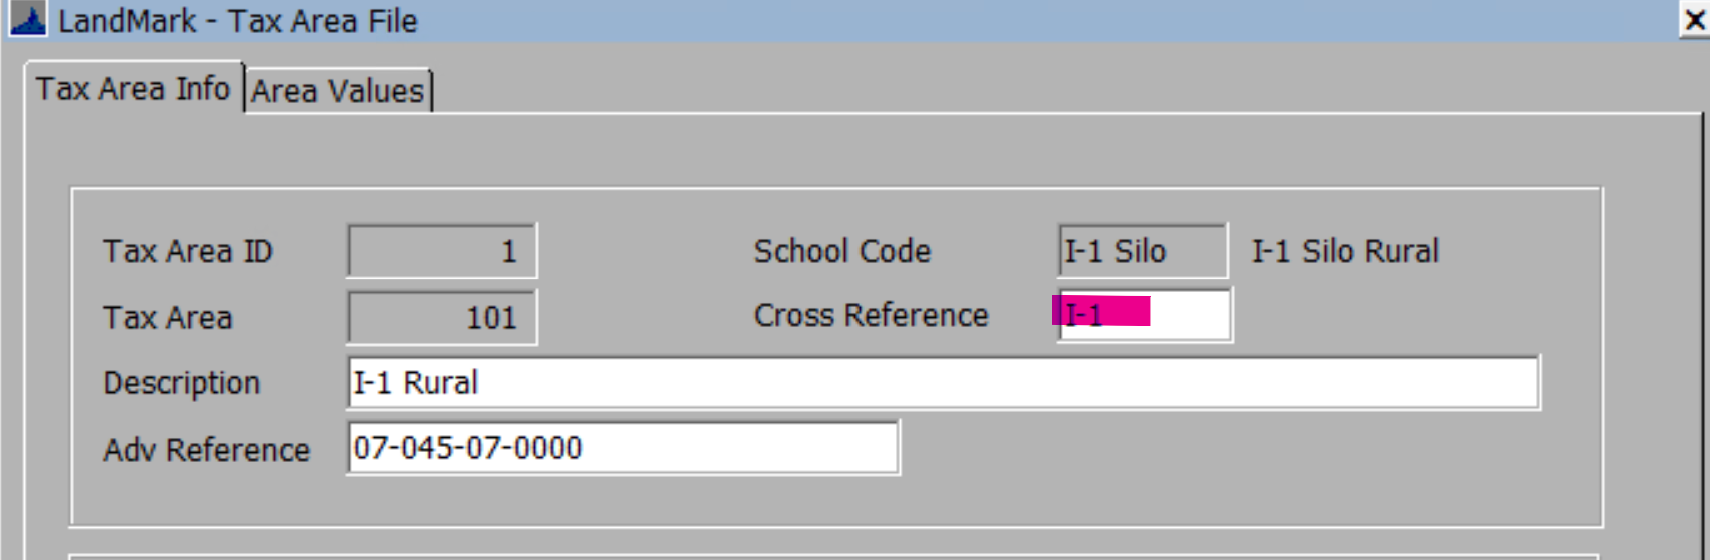 LandMark - Tax Area File
Tax Area Info Area Values
Tax Area ID 1 School Code I-1 Silo I-1 Silo Rural
Tax Area 101 Cross Reference I-1
Description I-1 Rural
Adv Reference 07-045-07-0000